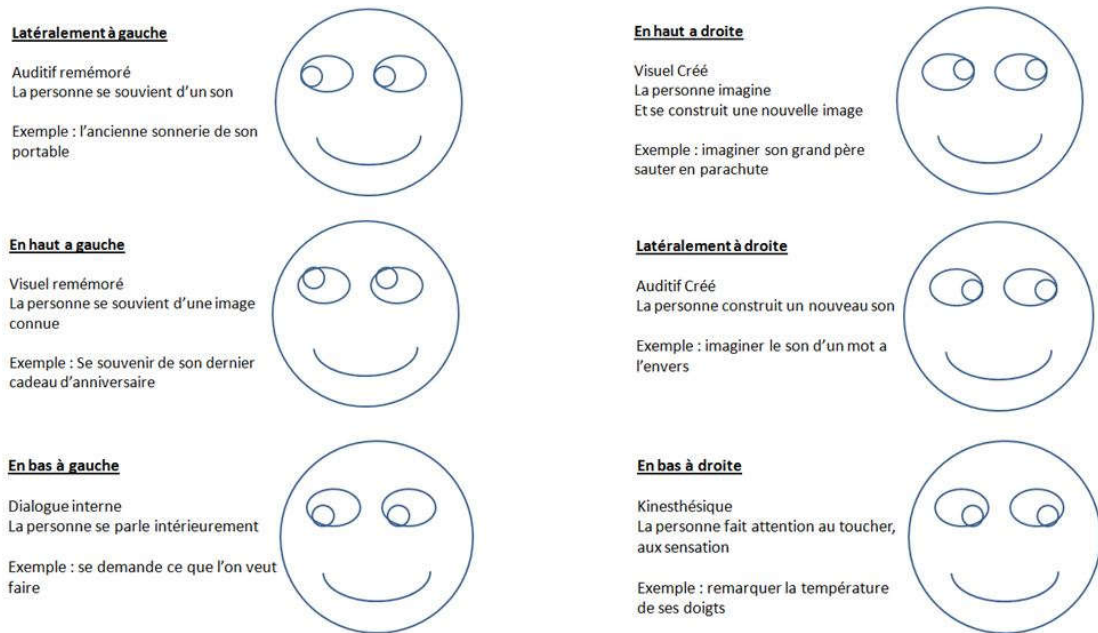 Latéralement à gauche
Auditif remémoré
La personne se souvient d'un son
Exemple : l'ancienne sonnerie de son
portable
En haut a gauche
Visuel remémoré
La personne se souvient d'une image
connue
Exemple : Se souvenir de son dernier
cadeau d'anniversaire
En bas à gauche
Dialogue interne
La personne se parle intérieurement
Exemple : se demande ce que l'on veut
faire
En haut a droite
Visuel Créé
La personne imagine
Et se construit une nouvelle image
Exemple : imaginer son grand père
sauter en parachute
Latéralement à droite
Auditif Créé
La personne construit un nouveau son
Exemple : imaginer le son d'un mot a
l'envers
En bas à droite
Kinesthésique
La personne fait attention au toucher,
aux sensation
Exemple : remarquer la température
de ses doigts